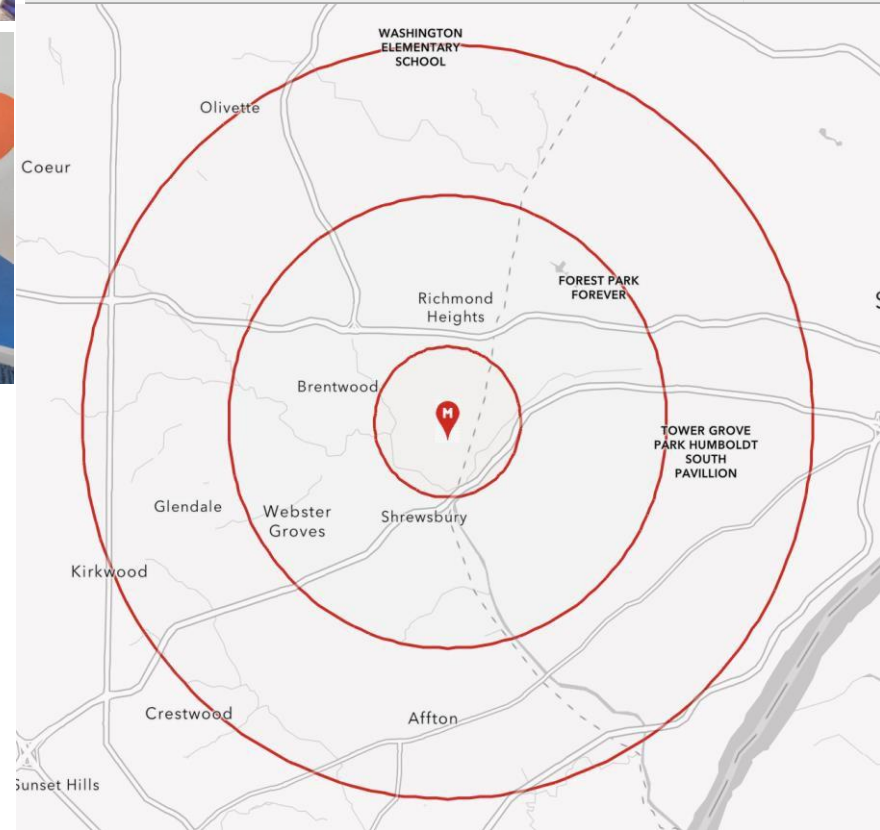 WASHINGTON
ELEMENTARY
SCHOOL
Olivette
Coeur
FOREST PARK
FOREVER
Richmond
Heights
Brentwood
M
TOWER GROVE
PARK HUMBOLDT
SOUTH
PAVILLION
Glendale
Webster
Groves
Shrewsbury
Kirkwood
Crestwood
Affton
Sunset Hills